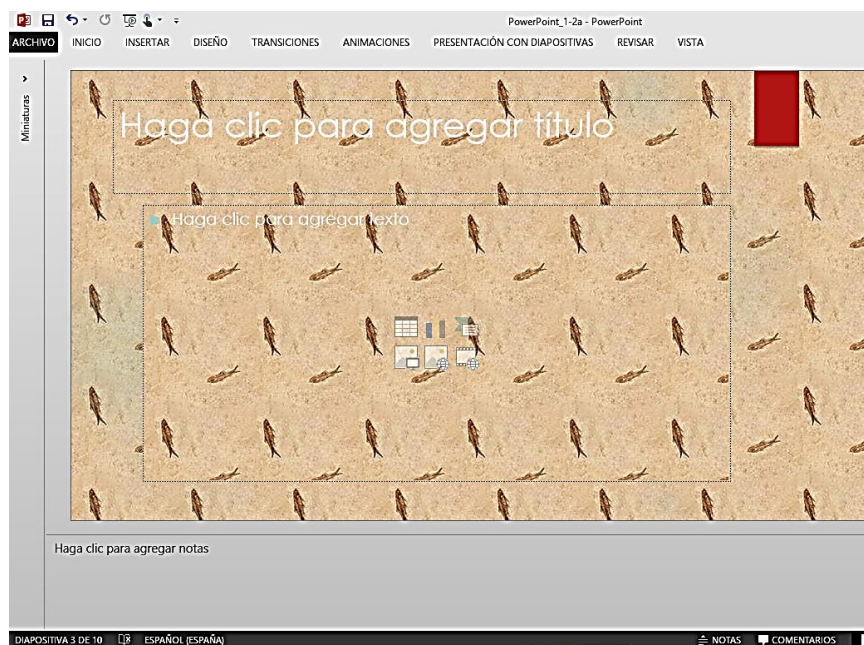 PowerPoint_1-2a - PowerPoint
ARCHIVO INICIO INSERTAR DISEÑO TRANSICIONES ANIMACIONES PRESENTACIÓN CON DIAPOSITIVAS REVISAR VISTA
Miniaturas
Haga clic para agregar título
Haga clic para agregar texto
Haga clic para agregar notas
DIAPOSITIVA 3 DE 10 ESPAÑOL (ESPAÑA) NOTAS COMENTARIOS